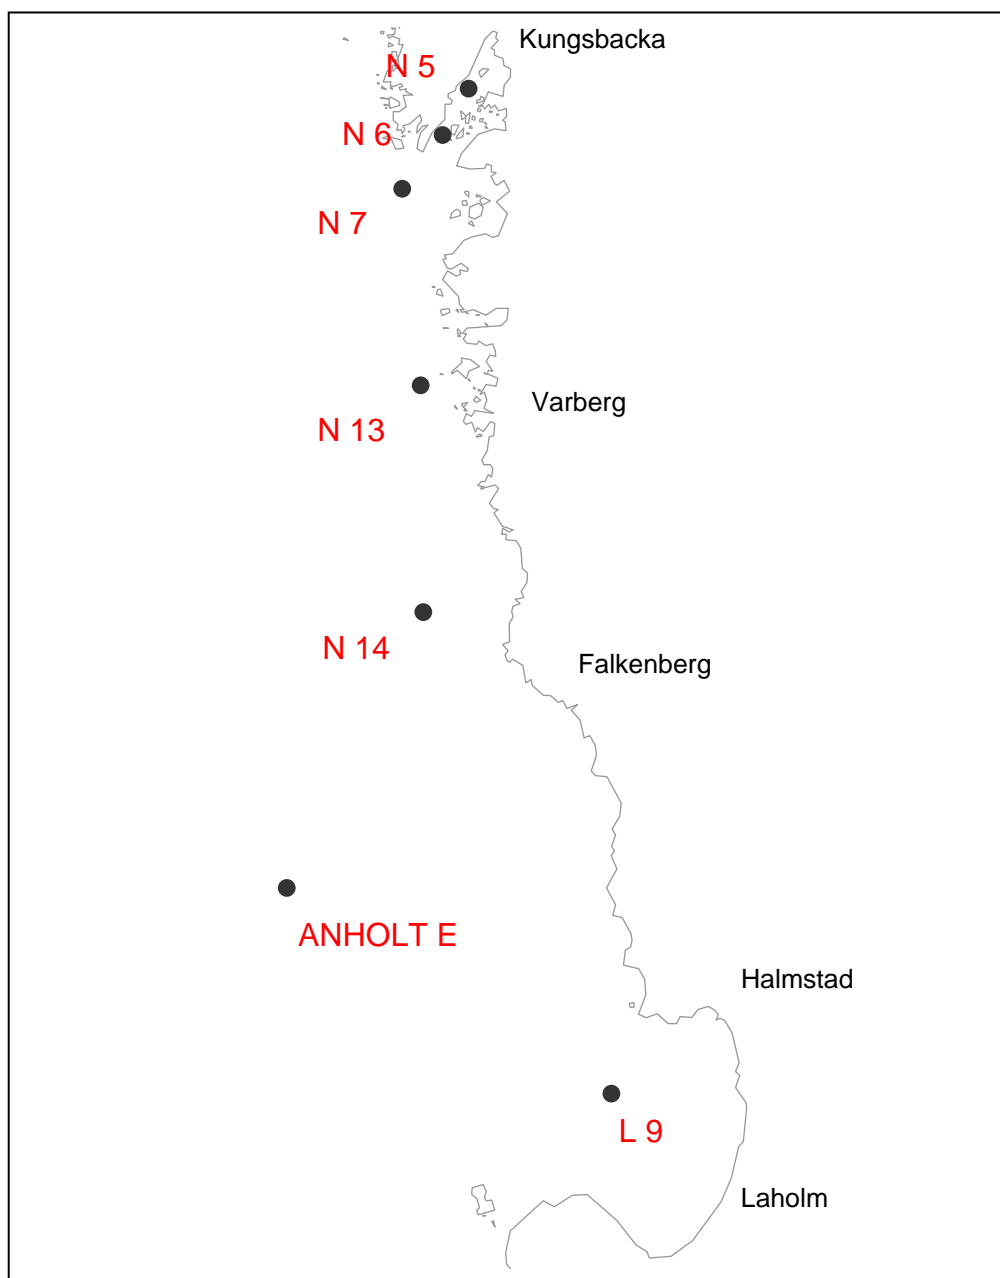 Kungsbacka
N 5
N 6
N 7
Varberg
N 13
N 14
Falkenberg
ANHOLT E
Halmstad
L 9
Laholm